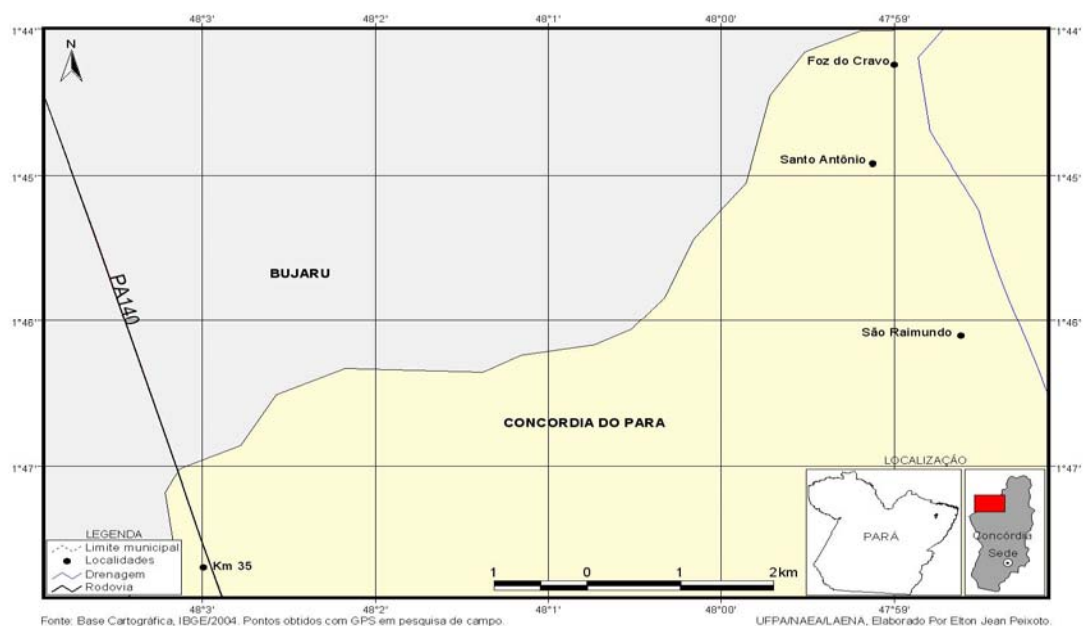 48°3' 48°2' 48°1' 48°00' 47°59'
1°44' 1°44'
N
Foz do Cravo
Santo Antônio
1°45' 1°45'
BUJARU
PA140
1°46' 1°46'
São Raimundo
CONCORDIA DO PARA
LOCALIZAÇÃO
1°47' 1°47'
LEGENDA
Limite municipal
Localidades
Drenagem
Rodovia
Km 35
1 0 1 2km
PARÁ
Concórdia
Sede
48°3' 48°2' 48°1' 48°00' 47°59'
Fonte: Base Cartográfica, IBGE/2004. Pontos obtidos com GPS em pesquisa de campo. UFPA/NAEA/LAENA, Elaborado Por Elton Jean Peixoto.